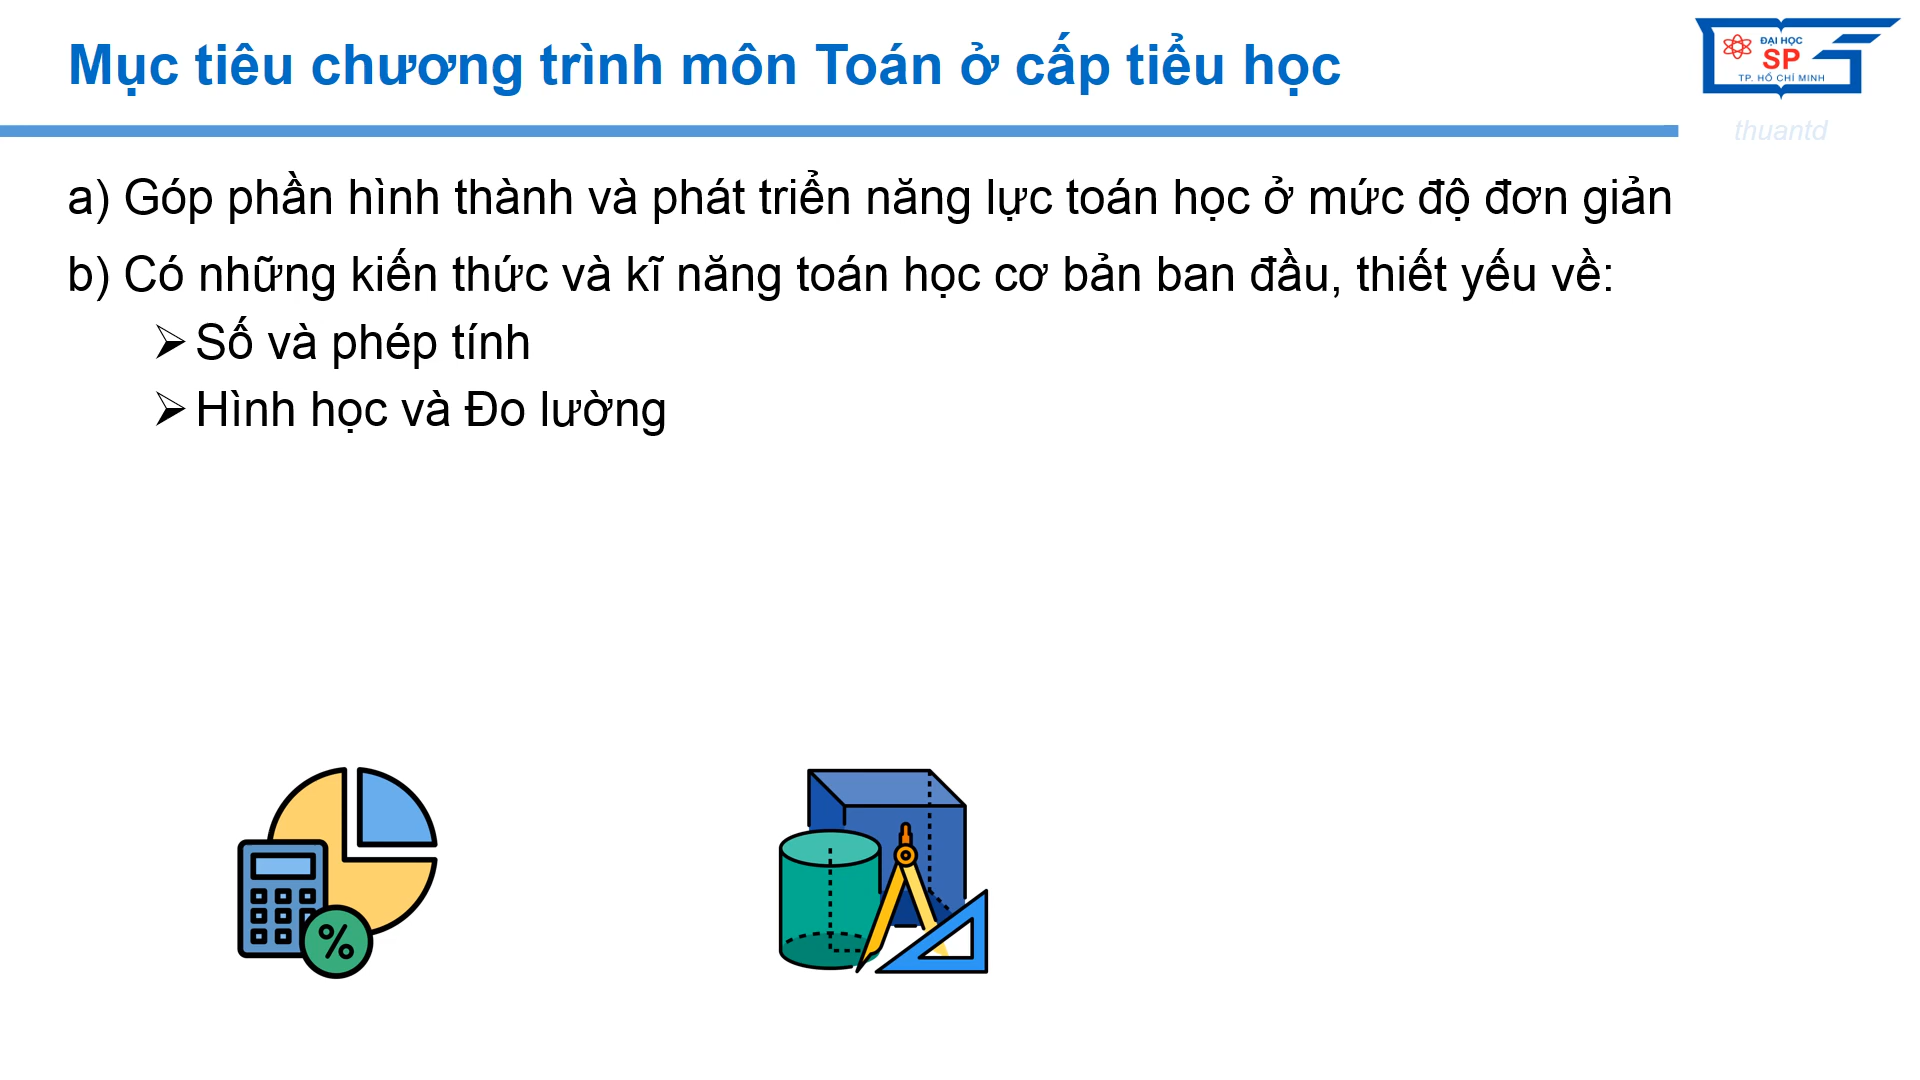 Mục tiêu chương trình môn Toán ở cấp tiểu học
ĐẠI HỌC
SP
TP. HỒ CHÍ MINH
thuantd
a) Góp phần hình thành và phát triển năng lực toán học ở mức độ đơn giản
b) Có những kiến thức và kĩ năng toán học cơ bản ban đầu, thiết yếu về:
➢ Số và phép tính
➢ Hình học và Đo lường
%